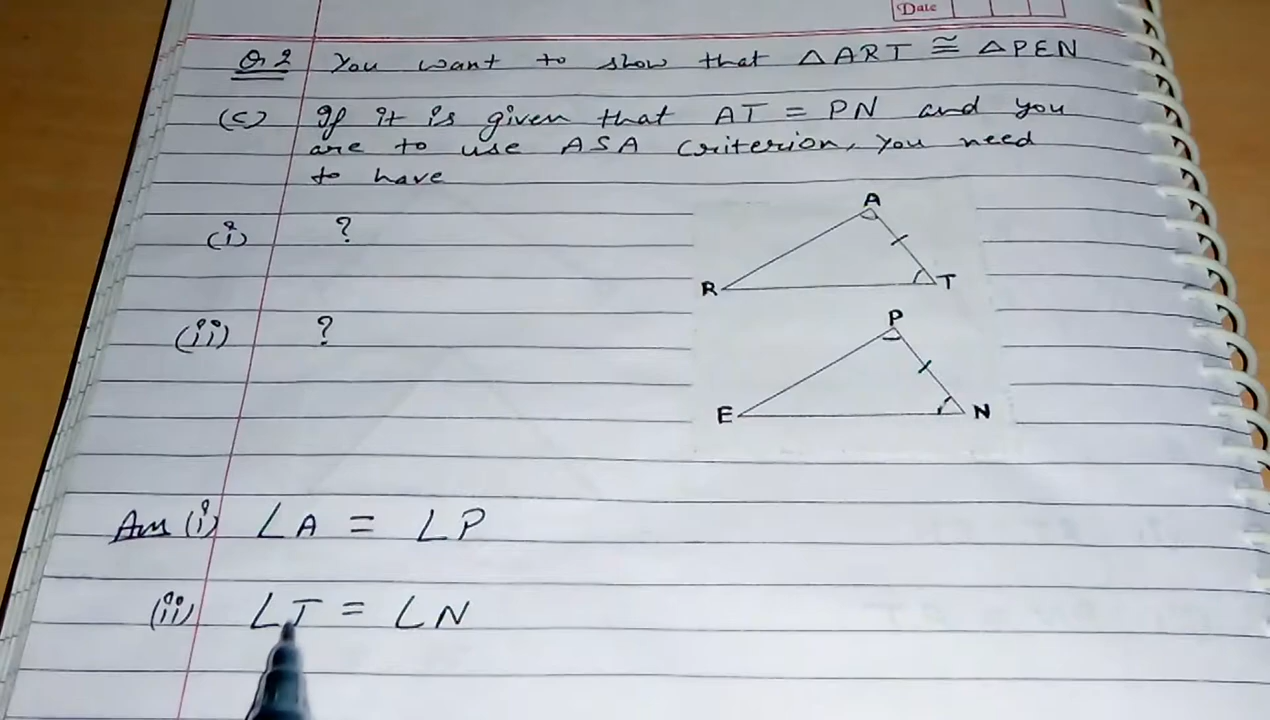 Date
Q 2 You want to show that △ART ≅ △PEN
(c) If it is given that AT = PN and you
are to use ASA criterion, you need
to have
(i) ?
(ii) ?
A
R
T
P
E
N
Ans (i) ∠A = ∠P
(ii) ∠T = ∠N